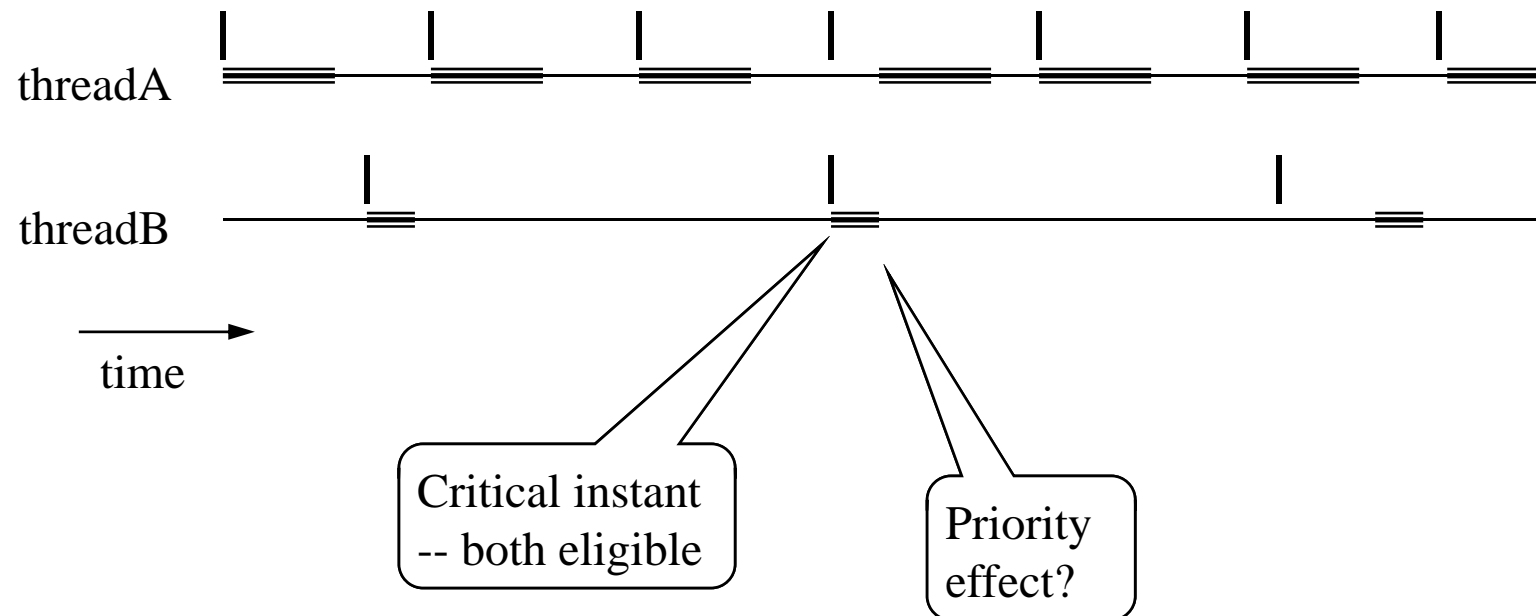 threadA
threadB
time
Critical instant
-- both eligible
Priority
effect?